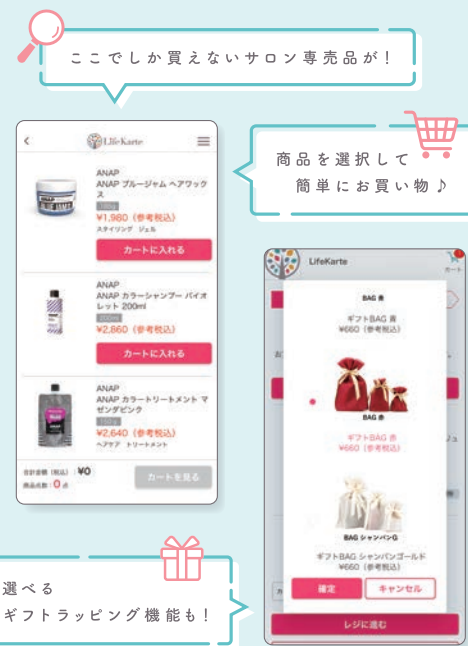 ここでしか買えないサロン専売品が！
LifeKarte
ANAP
ANAP ブルージャム ヘアワック
ス
¥1,980（参考税込）
スタイリング ジェル
カートに入れる
ANAP
ANAP カラーシャンプー バイオ
レット 200ml
200ml
¥2,860（参考税込）
カートに入れる
ANAP
ANAP カラートリートメント マ
ゼンダピンク
¥2,640（参考税込）
ヘアケア トリートメント
合計金額（税込）：¥0
商品点数：0点
カートを見る
商品を選択して
簡単にお買い物♪
LifeKarte
カート
BAG 青
ギフトBAG 青
¥660（参考税込）
BAG 赤
ギフトBAG 赤
¥660（参考税込）
BAG シャンパンG
ギフトBAG シャンパンゴールド
¥660（参考税込）
確定
キャンセル
レジに進む
選べる
ギフトラッピング機能も！